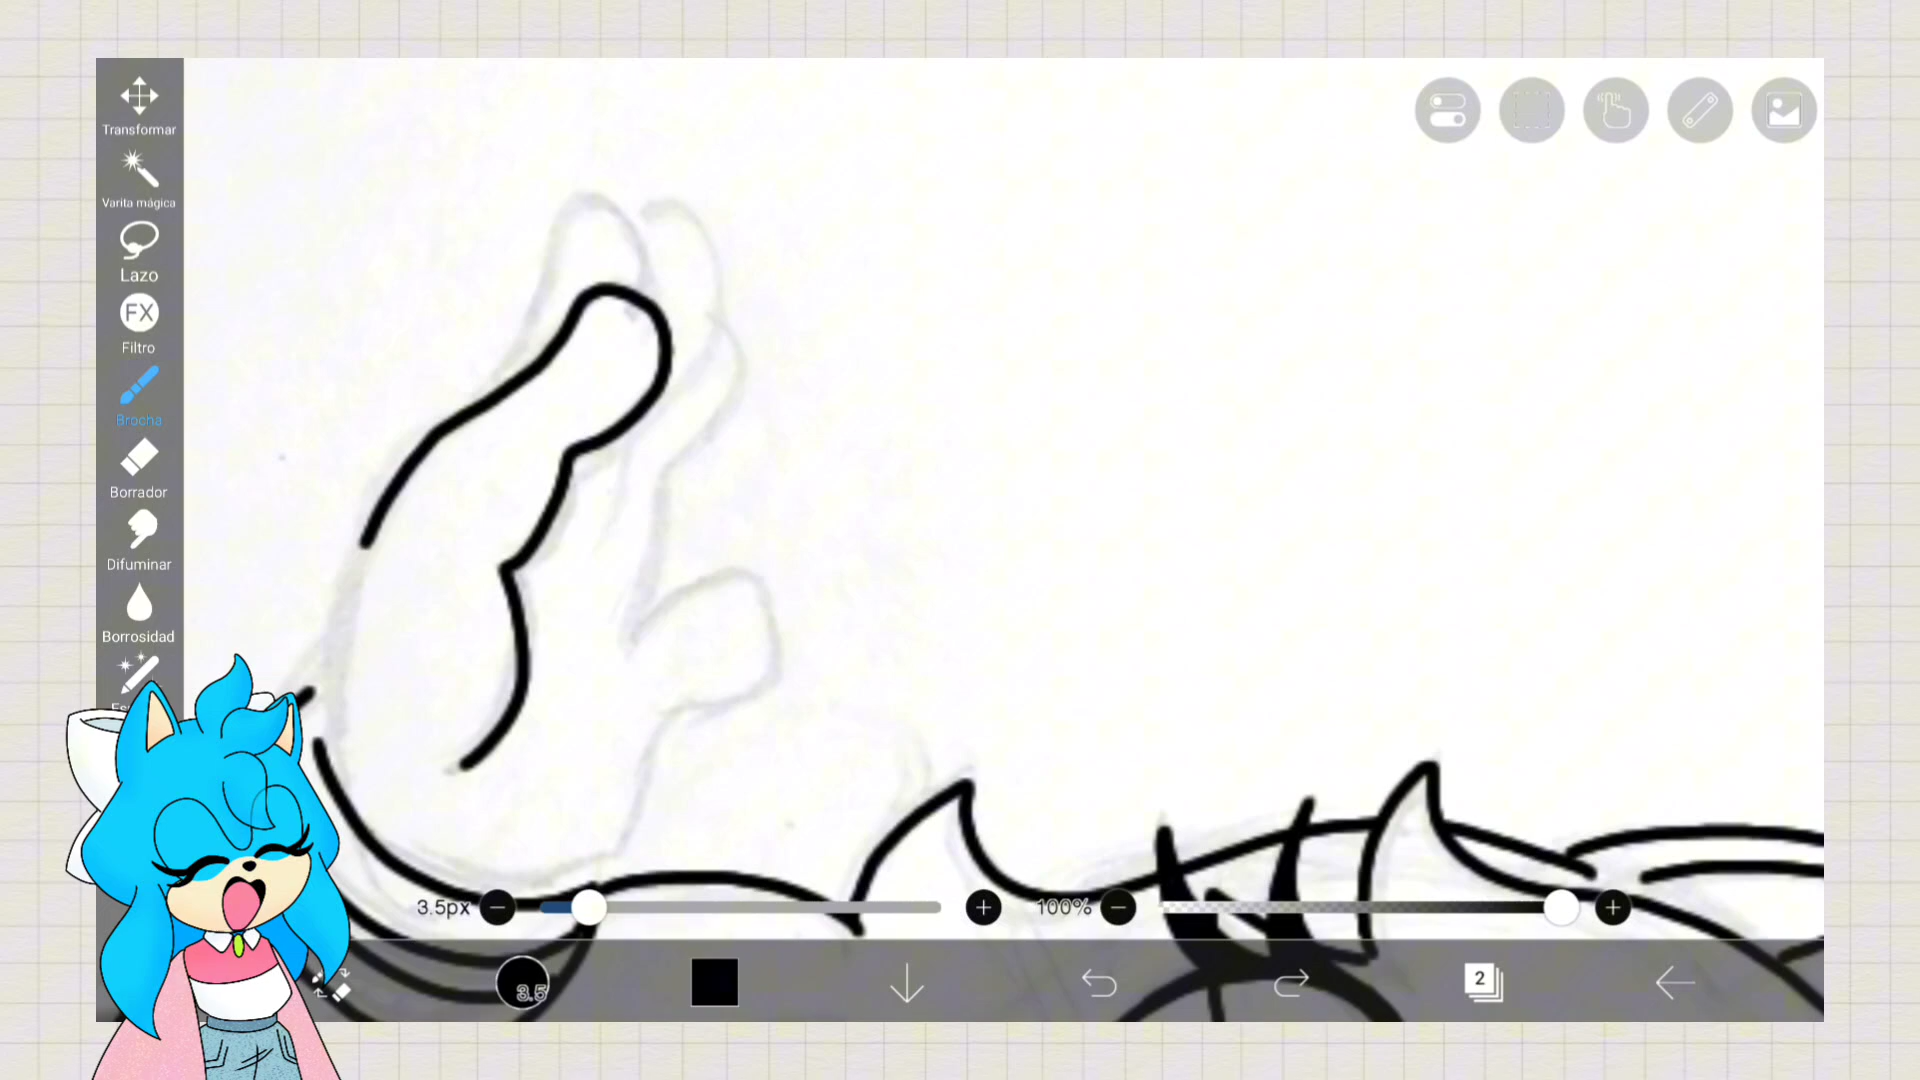 Transformar
Varita mágica
Lazo
FX
Filtro
Brocha
Borrador
Difuminar
Borrosidad
3.5px
100%
3.5
2